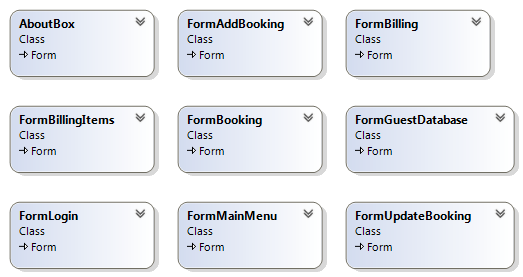 AboutBox
Class
Form
FormAddBooking
Class
Form
FormBilling
Class
Form
FormBillingItems
Class
Form
FormBooking
Class
Form
FormGuestDatabase
Class
Form
FormLogin
Class
Form
FormMainMenu
Class
Form
FormUpdateBooking
Class
Form